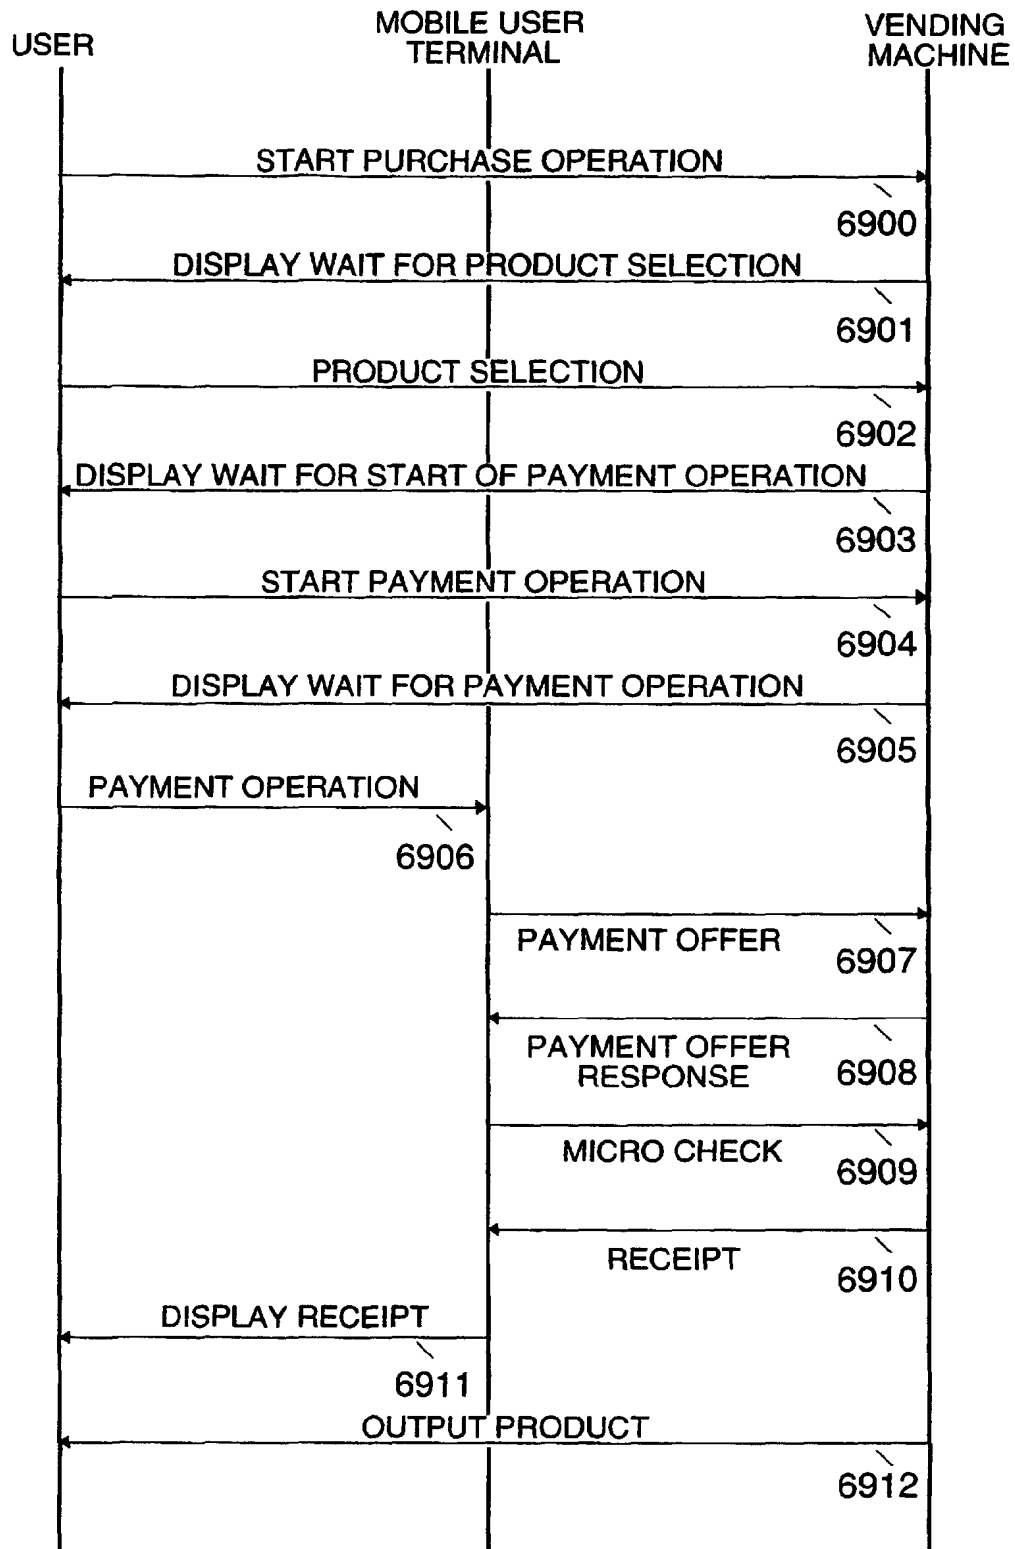 USER
MOBILE USER
TERMINAL
VENDING
MACHINE
START PURCHASE OPERATION
6900
DISPLAY WAIT FOR PRODUCT SELECTION
6901
PRODUCT SELECTION
6902
DISPLAY WAIT FOR START OF PAYMENT OPERATION
6903
START PAYMENT OPERATION
6904
DISPLAY WAIT FOR PAYMENT OPERATION
6905
PAYMENT OPERATION
6906
PAYMENT OFFER
6907
PAYMENT OFFER
RESPONSE
6908
MICRO CHECK
6909
RECEIPT
6910
DISPLAY RECEIPT
6911
OUTPUT PRODUCT
6912